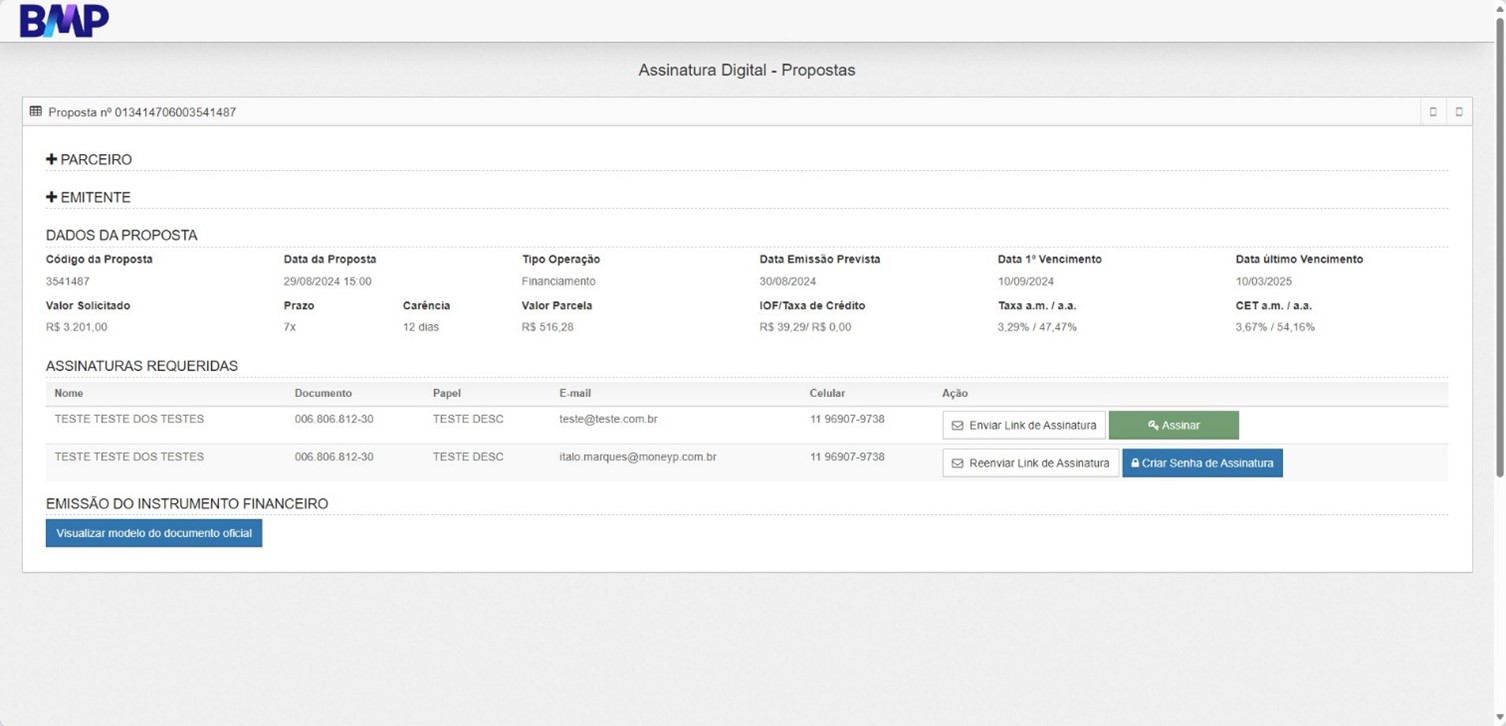 BMP
Assinatura Digital - Propostas
Proposta nº 013414706003541487
PARCEIRO
EMITENTE
DADOS DA PROPOSTA
Código da Proposta Data da Proposta Tipo Operação Data Emissão Prevista Data 1º Vencimento Data último Vencimento
3541487 29/08/2024 15:00 Financiamento 30/08/2024 10/09/2024 10/03/2025
Valor Solicitado Prazo Carência Valor Parcela IOF/Taxa de Crédito Taxa a.m. / a.a. CET a.m. / a.a.
R$ 3.201,00 7x 12 dias R$ 516,28 R$ 39,29/ R$ 0,00 3,29% / 47,47% 3,67% / 54,16%
ASSINATURAS REQUERIDAS
Nome Documento Papel E-mail Celular Ação
TESTE TESTE DOS TESTES 006.806.812-30 TESTE DESC teste@teste.com.br 11 96907-9738 Enviar Link de Assinatura Assinar
TESTE TESTE DOS TESTES 006.806.812-30 TESTE DESC italo.marques@moneyp.com.br 11 96907-9738 Reenviar Link de Assinatura Criar Senha de Assinatura
EMISSÃO DO INSTRUMENTO FINANCEIRO
Visualizar modelo do documento oficial